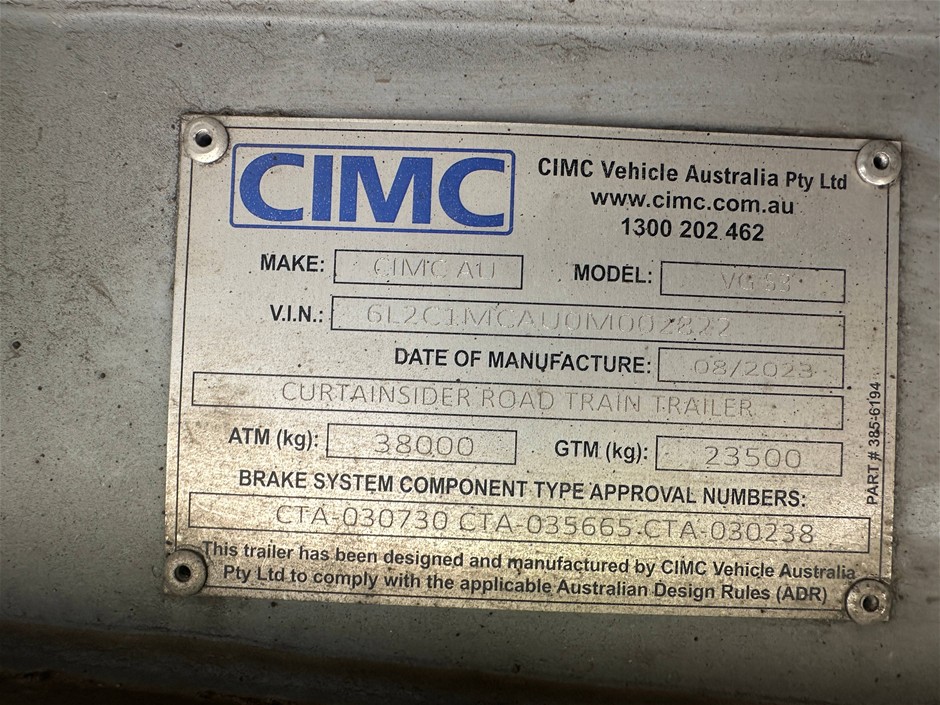 CIMC
CIMC Vehicle Australia Pty Ltd
www.cimc.com.au
1300 202 462
MAKE: CIMC AU MODEL: VG S3
V.I.N.: 6L2C1MCAU0M002822
DATE OF MANUFACTURE: 08/2023
CURTAINSIDER ROAD TRAIN TRAILER
ATM (kg): 38000 GTM (kg): 23500
BRAKE SYSTEM COMPONENT TYPE APPROVAL NUMBERS:
CTA-030730 CTA-035665 CTA-030238
This trailer has been designed and manufactured by CIMC Vehicle Australia
Pty Ltd to comply with the applicable Australian Design Rules (ADR)
PART # 385-6194